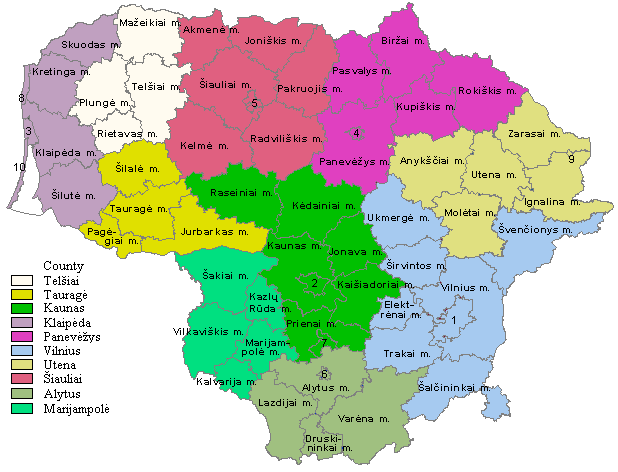 Mažeikiai m.
Skuodas m.
Akmenė m.
Joniškis m.
Biržai m.
Kretinga m.
Telšiai m.
Šiauliai m.
Pakruojis m.
Pasvalys m.
Rokiškis m.
8
Plungė m.
5
Kupiškis m.
3
Rietavas m.
Kelmė m.
Radviliškis m.
4
Zarasai m.
Klaipėda m.
10
Šilalė m.
Panevėžys m.
Anykščiai m.
Utena m.
9
Šilutė m.
Tauragė m.
Raseiniai m.
Kėdainiai m.
Ukmergė m.
Molėtai m.
Ignalina m.
Pagė-
giai m.
Jurbarkas m.
Švenčionys m.
Kaunas m.
Jonava m.
Širvintos m.
Šakiai m.
2
Kaišiadoriai m.
Vilnius m.
Kazlų
Rūda m.
Elekt-
rėnai m.
1
Vilkaviškis m.
Prienai m.
Marijam-
polė m.
7
Trakai m.
Kalvarija m.
6
Alytus m.
Šalčininkai m.
Lazdijai m.
Varėna m.
Druski-
ninkai m.
County
Telšiai
Tauragė
Kaunas
Klaipėda
Panevėžys
Vilnius
Utena
Šiauliai
Alytus
Marijampolė